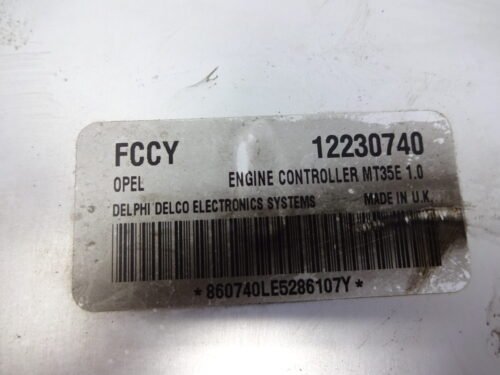 FCCY 12230740
OPEL ENGINE CONTROLLER MT35E 1.0
DELPHI DELCO ELECTRONICS SYSTEMS MADE IN U.K.
*860740LE5286107Y*